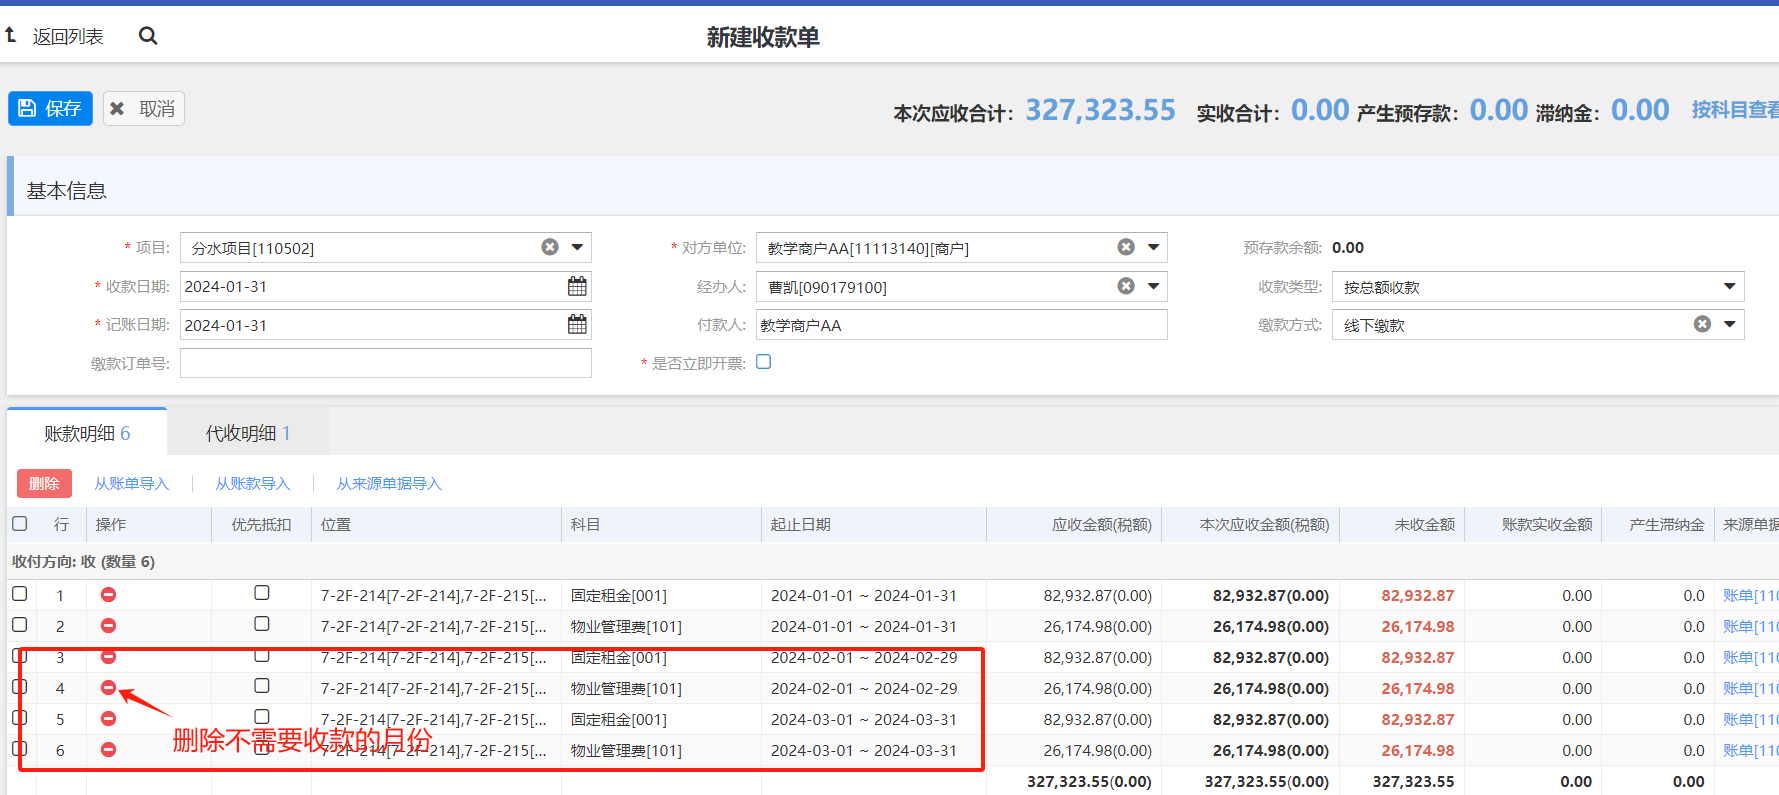 返回列表
新建收款单
保存
取消
本次应收合计: 327,323.55 实收合计: 0.00 产生预存款: 0.00 滞纳金: 0.00 按科目查看
基本信息
* 项目: 分水项目[110502] * 对方单位: 教学商户AA[11113140][商户] 预存款余额: 0.00
* 收款日期: 2024-01-31 经办人: 曹凯[090179100] 收款类型: 按总额收款
* 记账日期: 2024-01-31 付款人: 教学商户AA 缴款方式: 线下缴款
缴款订单号: * 是否立即开票:
账款明细 6 代收明细 1
删除 从账单导入 从账款导入 从来源单据导入
行 操作 优先抵扣 位置 科目 起止日期 应收金额(税额) 本次应收金额(税额) 未收金额 账款实收金额 产生滞纳金 来源单据
收付方向: 收 (数量 6)
1 7-2F-214[7-2F-214],7-2F-215[... 固定租金[001] 2024-01-01 ~ 2024-01-31 82,932.87(0.00) 82,932.87(0.00) 82,932.87 0.00 0.0 账单[110
2 7-2F-214[7-2F-214],7-2F-215[... 物业管理费[101] 2024-01-01 ~ 2024-01-31 26,174.98(0.00) 26,174.98(0.00) 26,174.98 0.00 0.0 账单[110
3 7-2F-214[7-2F-214],7-2F-215[... 固定租金[001] 2024-02-01 ~ 2024-02-29 82,932.87(0.00) 82,932.87(0.00) 82,932.87 0.00 0.0 账单[110
4 7-2F-214[7-2F-214],7-2F-215[... 物业管理费[101] 2024-02-01 ~ 2024-02-29 26,174.98(0.00) 26,174.98(0.00) 26,174.98 0.00 0.0 账单[110
5 7-2F-214[7-2F-214],7-2F-215[... 固定租金[001] 2024-03-01 ~ 2024-03-31 82,932.87(0.00) 82,932.87(0.00) 82,932.87 0.00 0.0 账单[110
删除不需要收款的月份
6 7-2F-214[7-2F-214],7-2F-215[... 物业管理费[101] 2024-03-01 ~ 2024-03-31 26,174.98(0.00) 26,174.98(0.00) 26,174.98 0.00 0.0 账单[110
327,323.55(0.00) 327,323.55(0.00) 327,323.55 0.00 0.00